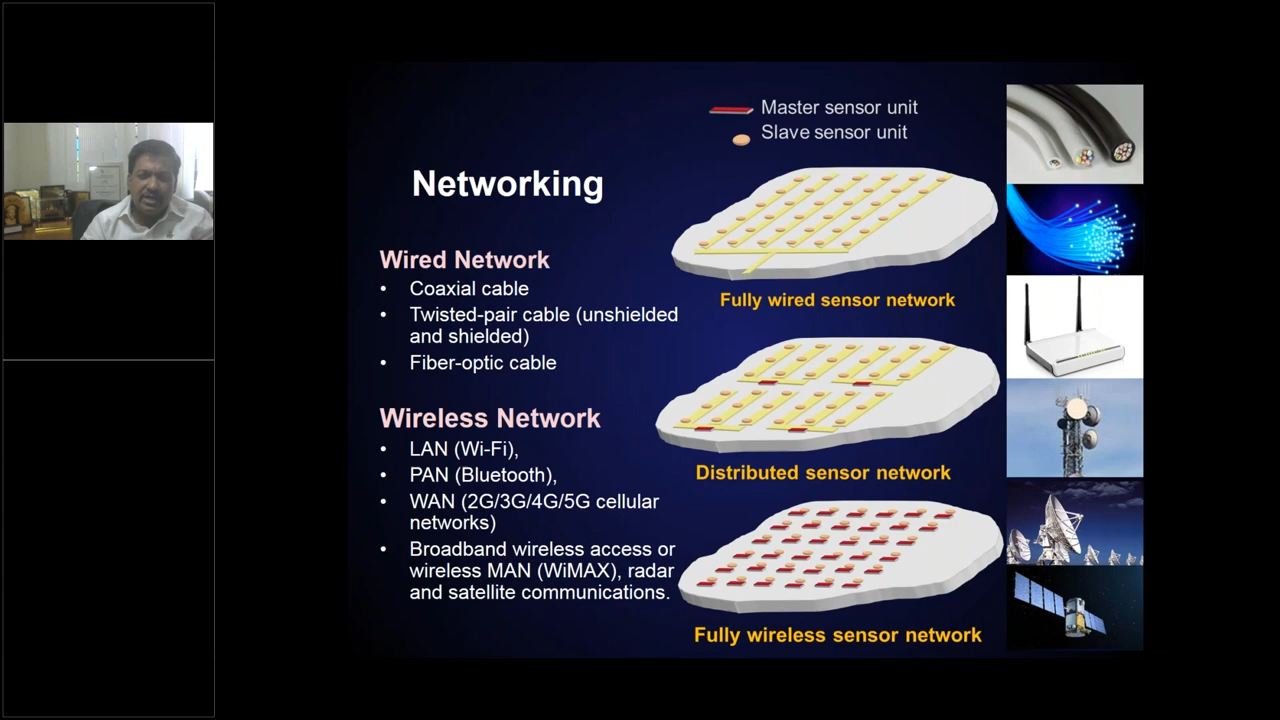 Master sensor unit
Slave sensor unit
Networking
Wired Network
• Coaxial cable
• Twisted-pair cable (unshielded
and shielded)
• Fiber-optic cable
Wireless Network
• LAN (Wi-Fi),
• PAN (Bluetooth),
• WAN (2G/3G/4G/5G cellular
networks)
• Broadband wireless access or
wireless MAN (WiMAX), radar
and satellite communications.
Fully wired sensor network
Distributed sensor network
Fully wireless sensor network